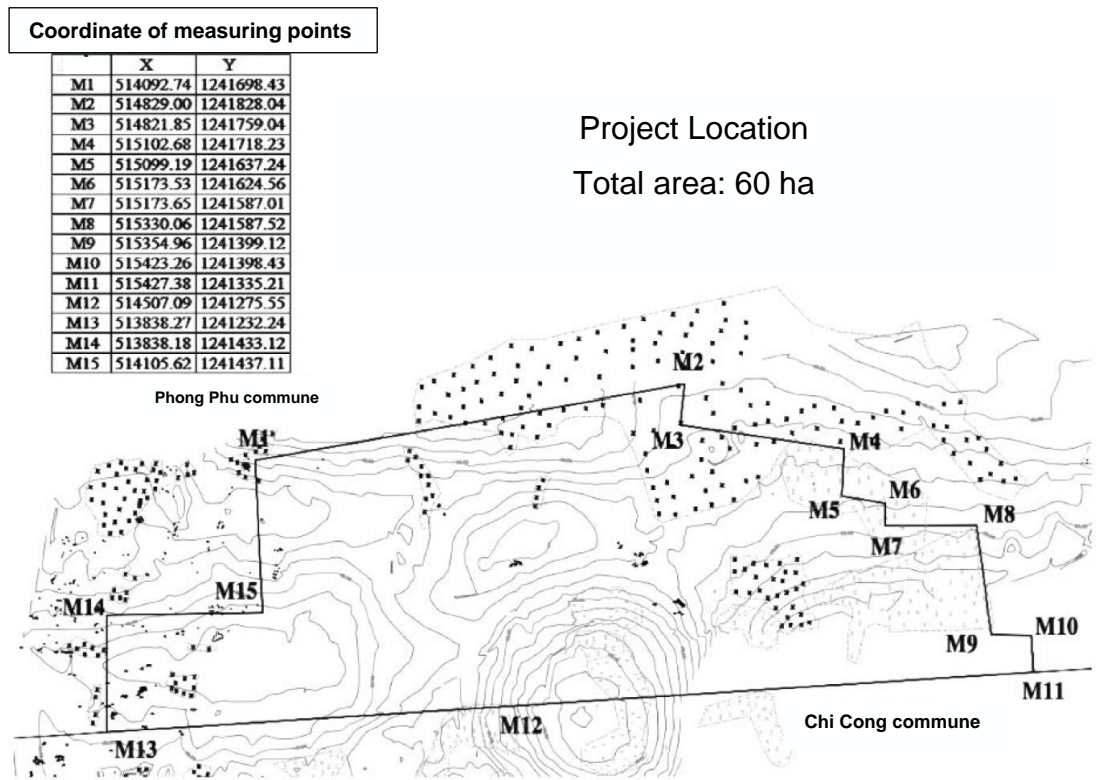 Coordinate of measuring points
X Y
M1 514092.74 1241698.43
M2 514829.00 1241828.04
M3 514821.85 1241759.04
M4 515102.68 1241718.23
M5 515099.19 1241637.24
M6 515173.53 1241624.56
M7 515173.65 1241587.01
M8 515330.06 1241587.52
M9 515354.96 1241399.12
M10 515423.26 1241398.43
M11 515427.38 1241335.21
M12 514507.09 1241275.55
M13 513838.27 1241232.24
M14 513838.18 1241433.12
M15 514105.62 1241437.11
Project Location
Total area: 60 ha
Phong Phu commune
M2
M1
M3
M4
M6
M5
M8
M7
M15
M14
M10
M9
M11
M12
Chi Cong commune
M13